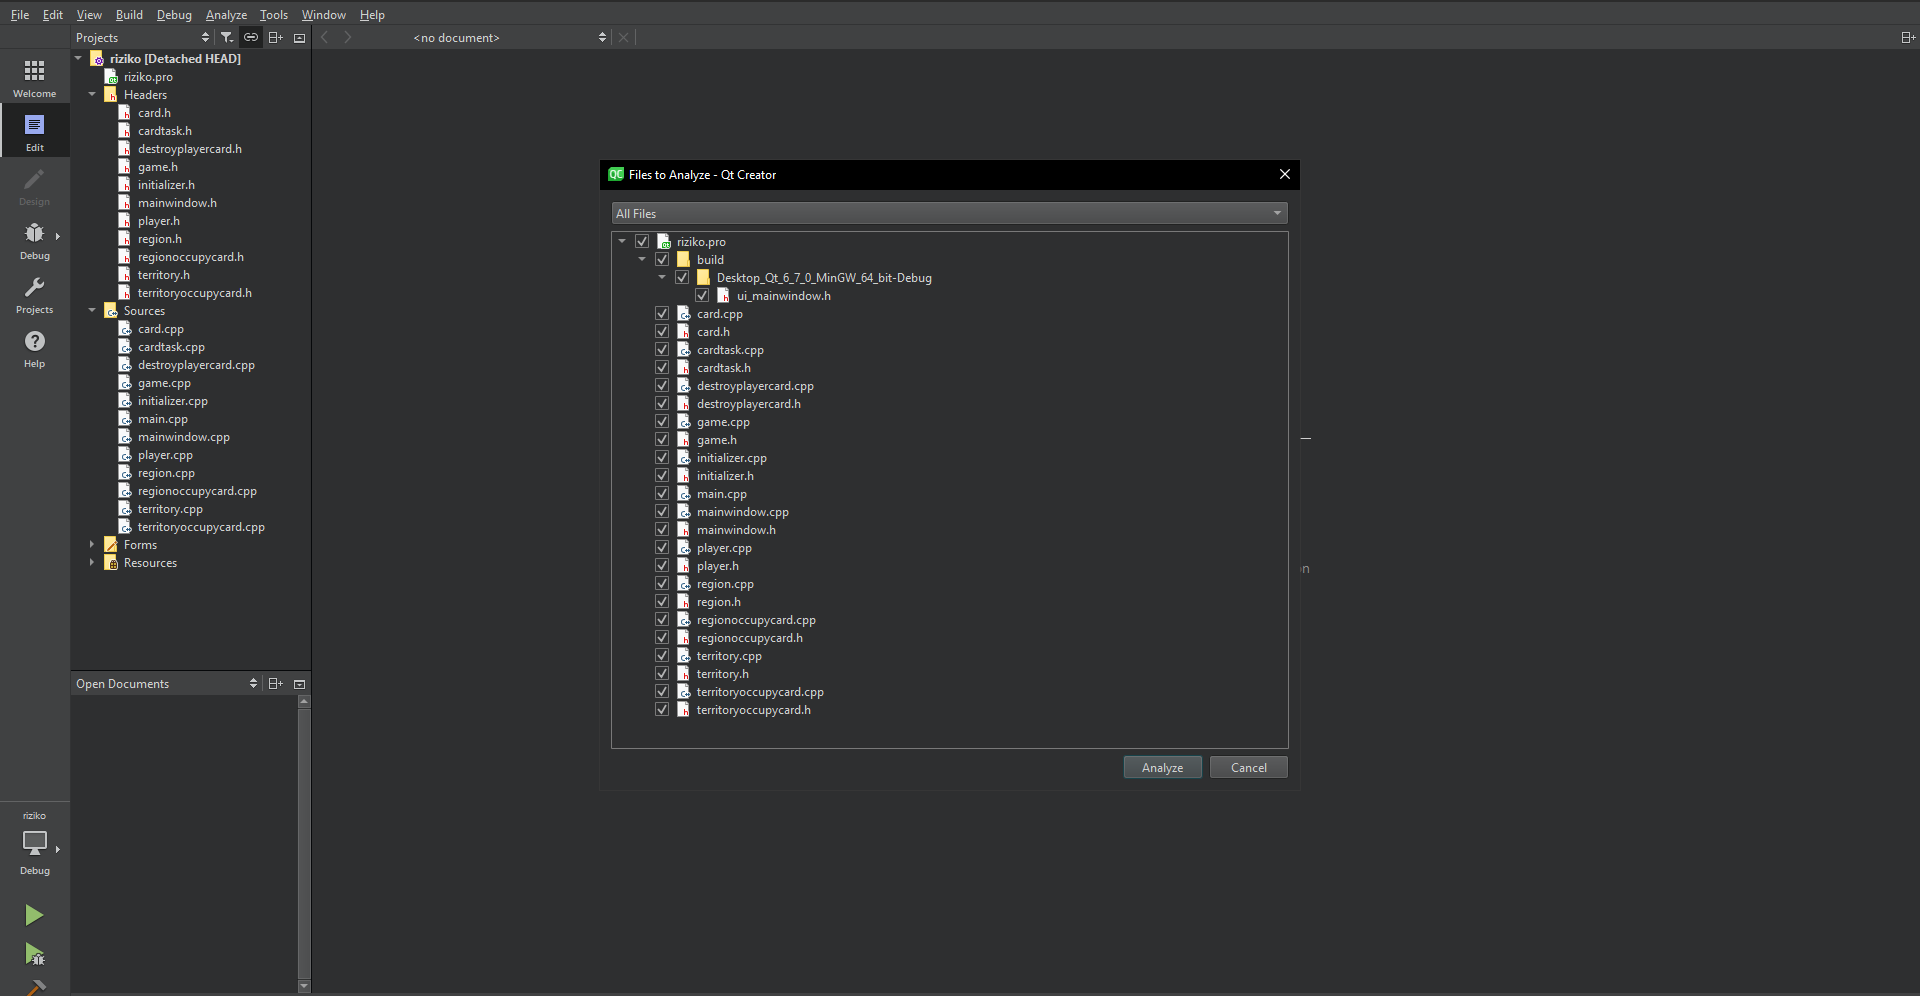 File Edit View Build Debug Analyze Tools Window Help
Projects
<no document>
Welcome
Edit
Design
Debug
Projects
Help
riziko [Detached HEAD]
riziko.pro
Headers
card.h
cardtask.h
destroyplayercard.h
game.h
initializer.h
mainwindow.h
player.h
region.h
regionoccupycard.h
territory.h
territoryoccupycard.h
Sources
card.cpp
cardtask.cpp
destroyplayercard.cpp
game.cpp
initializer.cpp
main.cpp
mainwindow.cpp
player.cpp
region.cpp
regionoccupycard.cpp
territory.cpp
territoryoccupycard.cpp
Forms
Resources
Open Documents
riziko
Debug
QC Files to Analyze - Qt Creator
All Files
riziko.pro
build
Desktop_Qt_6_7_0_MinGW_64_bit-Debug
ui_mainwindow.h
card.cpp
card.h
cardtask.cpp
cardtask.h
destroyplayercard.cpp
destroyplayercard.h
game.cpp
game.h
initializer.cpp
initializer.h
main.cpp
mainwindow.cpp
mainwindow.h
player.cpp
player.h
region.cpp
region.h
regionoccupycard.cpp
regionoccupycard.h
territory.cpp
territory.h
territoryoccupycard.cpp
territoryoccupycard.h
Analyze
Cancel